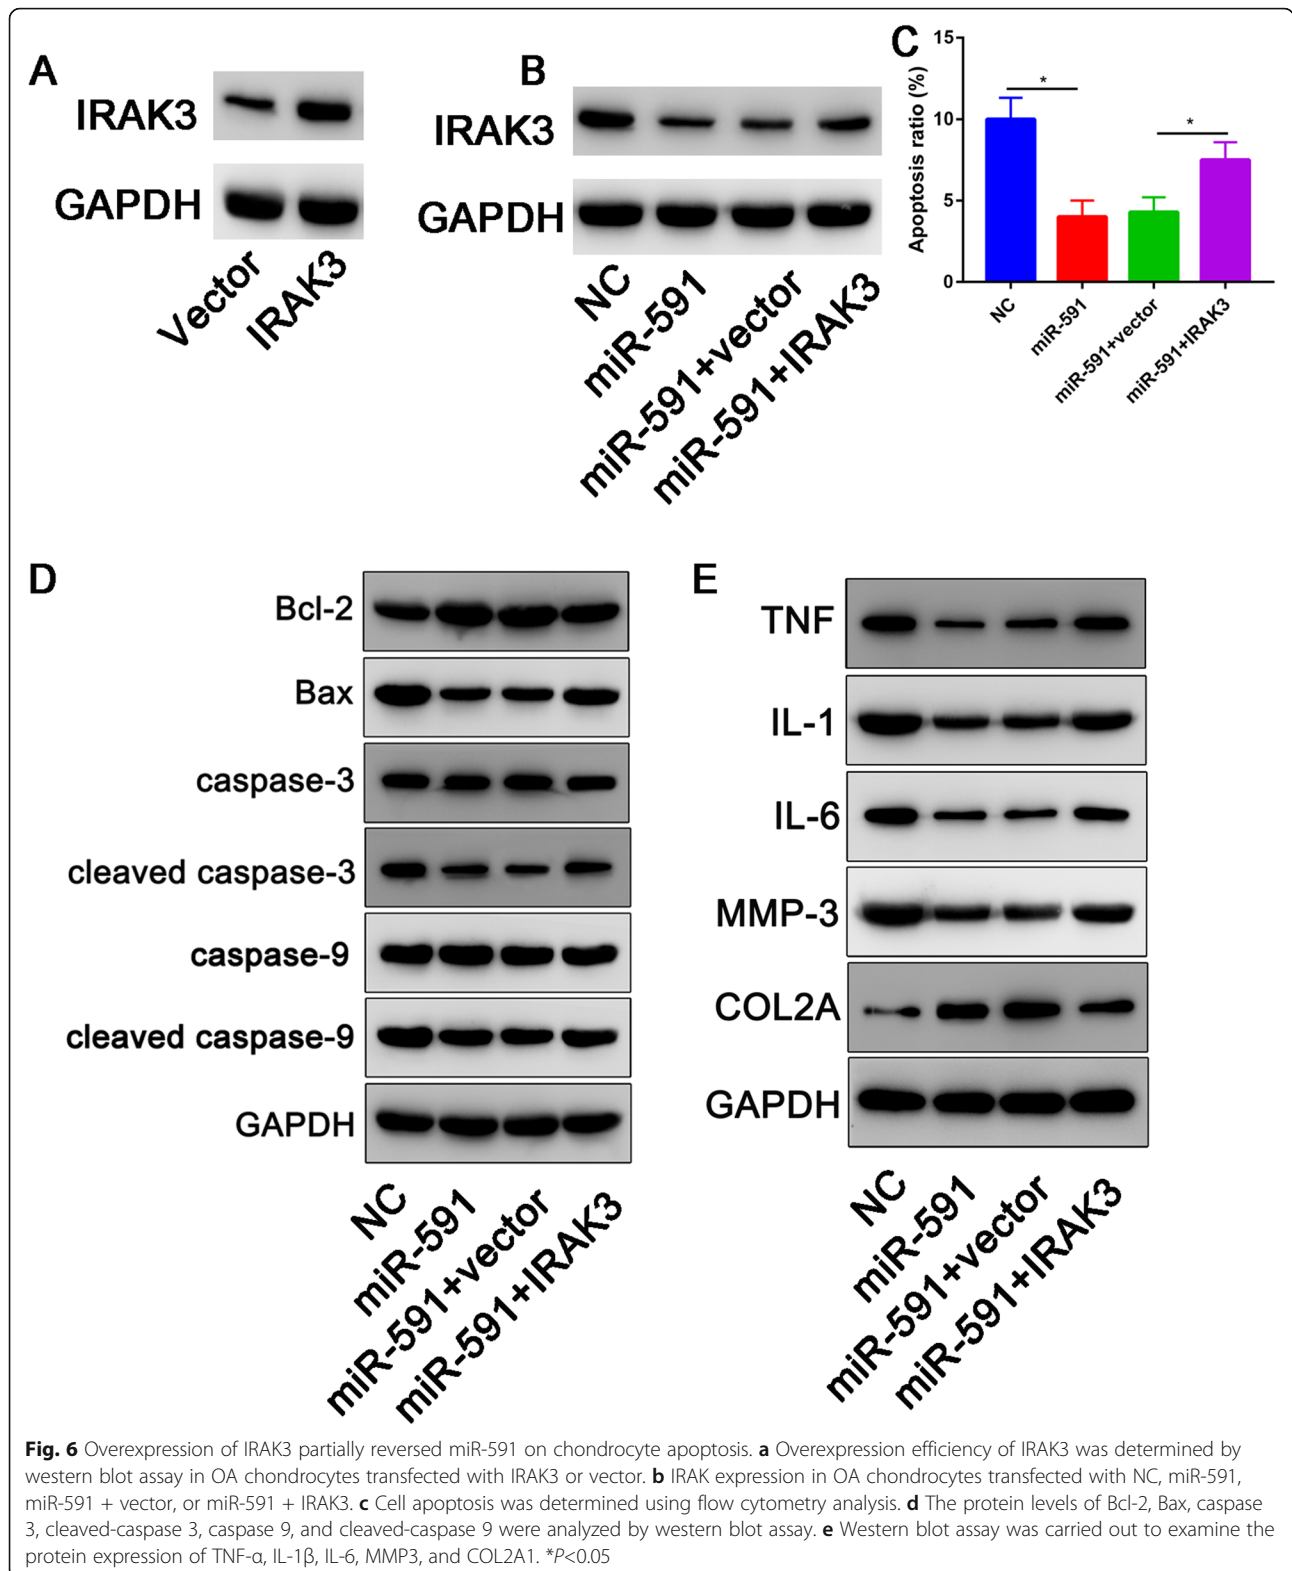 A
IRAK3
GAPDH
Vector
IRAK3
B
IRAK3
GAPDH
NC
miR-591
miR-591+vector
miR-591+IRAK3
C
Apoptosis ratio (%)
15
10
5
0
*
*
NC
miR-591
miR-591+vector
miR-591+IRAK3
D
Bcl-2
Bax
caspase-3
cleaved caspase-3
caspase-9
cleaved caspase-9
GAPDH
NC
miR-591
miR-591+vector
miR-591+IRAK3
E
TNF
IL-1
IL-6
MMP-3
COL2A
GAPDH
NC
miR-591
miR-591+vector
miR-591+IRAK3
Fig. 6 Overexpression of IRAK3 partially reversed miR-591 on chondrocyte apoptosis. a Overexpression efficiency of IRAK3 was determined by
western blot assay in OA chondrocytes transfected with IRAK3 or vector. b IRAK expression in OA chondrocytes transfected with NC, miR-591,
miR-591 + vector, or miR-591 + IRAK3. c Cell apoptosis was determined using flow cytometry analysis. d The protein levels of Bcl-2, Bax, caspase
3, cleaved-caspase 3, caspase 9, and cleaved-caspase 9 were analyzed by western blot assay. e Western blot assay was carried out to examine the
protein expression of TNF-α, IL-1β, IL-6, MMP3, and COL2A1. *P<0.05